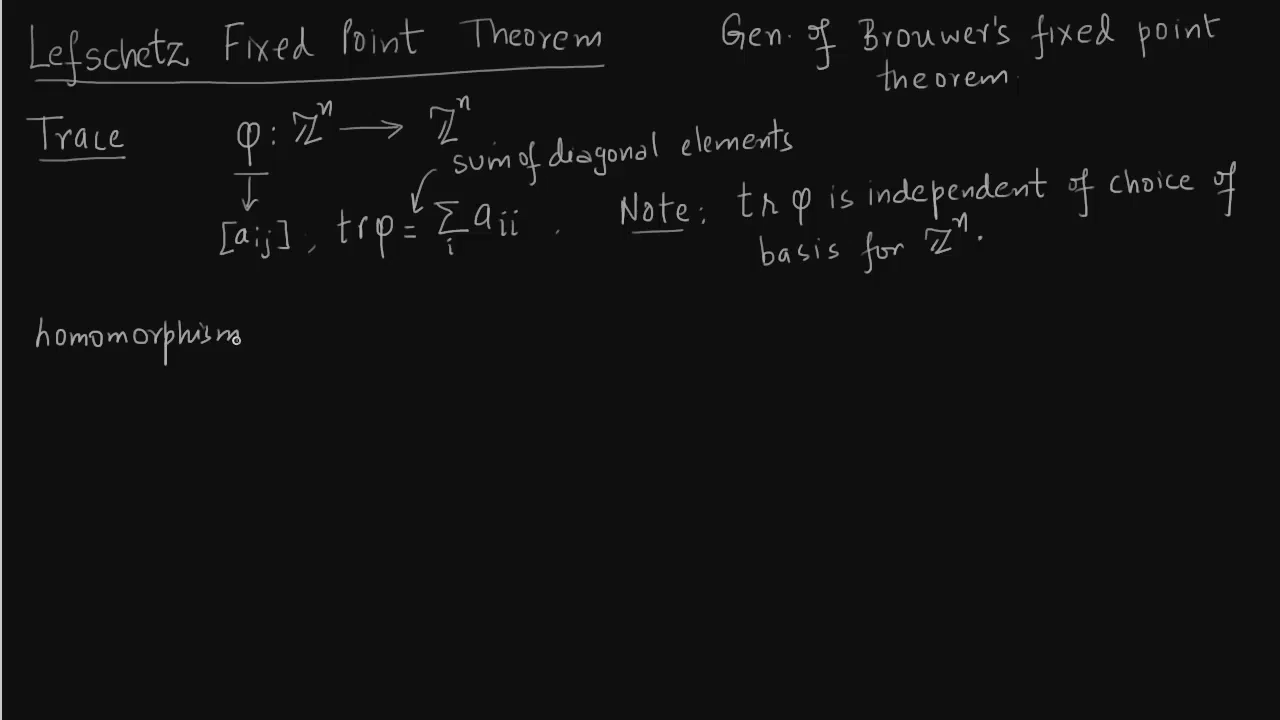 Lefschetz Fixed Point Theorem
Gen. of Brouwer's fixed point
theorem.
Trace φ: ℤⁿ ⟶ ℤⁿ
sum of diagonal elements
[aᵢⱼ], trφ = ∑ᵢ aᵢᵢ .
Note: tr φ is independent of choice of
basis for ℤⁿ.
homomorphism